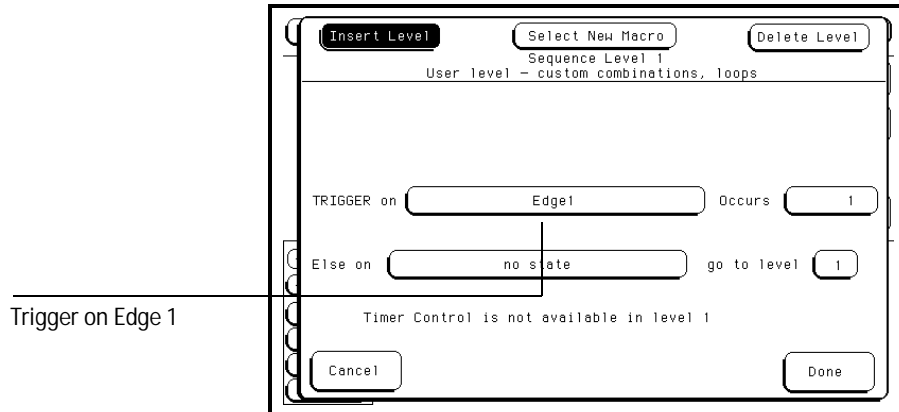 Insert Level Select New Macro Delete Level
Sequence Level 1
User level – custom combinations, loops
TRIGGER on Edge1 Occurs 1
Else on no state go to level 1
Trigger on Edge 1
Timer Control is not available in level 1
Cancel Done